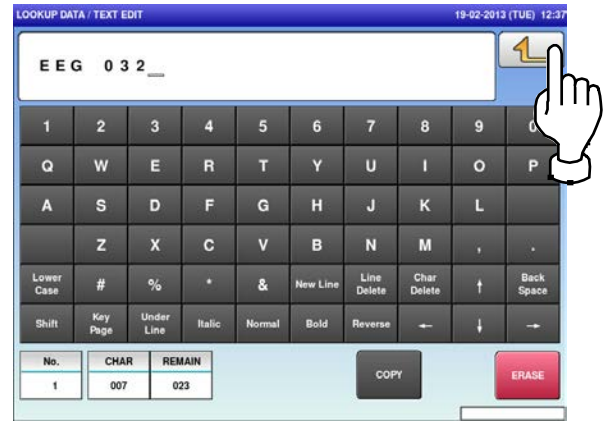 LOOKUP DATA / TEXT EDIT 19-02-2013 (TUE) 12:37
EEG 032_
1 2 3 4 5 6 7 8 9 0
Q W E R T Y U I O P
A S D F G H J K L
Z X C V B N M , .
Lower Case # % * & New Line Line Delete Char Delete ↑ Back Space
Shift Key Page Under Line Italic Normal Bold Reverse ← ↓ →
No. CHAR REMAIN
1 007 023
COPY ERASE